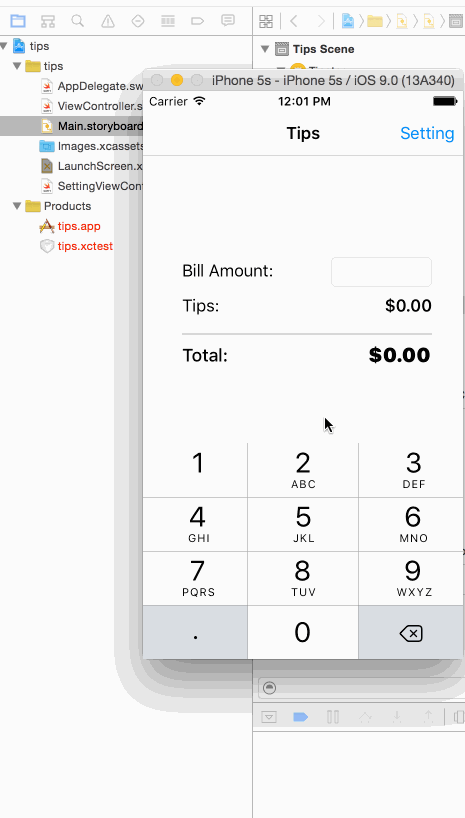 tips
Tips Scene
tips
AppDelegate.sw
ViewController.s
Main.storyboard
Images.xcassets
LaunchScreen.x
SettingViewCont
Products
tips.app
tips.xctest
iPhone 5s - iPhone 5s / iOS 9.0 (13A340)
Carrier 12:01 PM
Tips Setting
Bill Amount:
Tips: $0.00
Total: $0.00
1 2 3
ABC DEF
4 5 6
GHI JKL MNO
7 8 9
PQRS TUV WXYZ
. 0